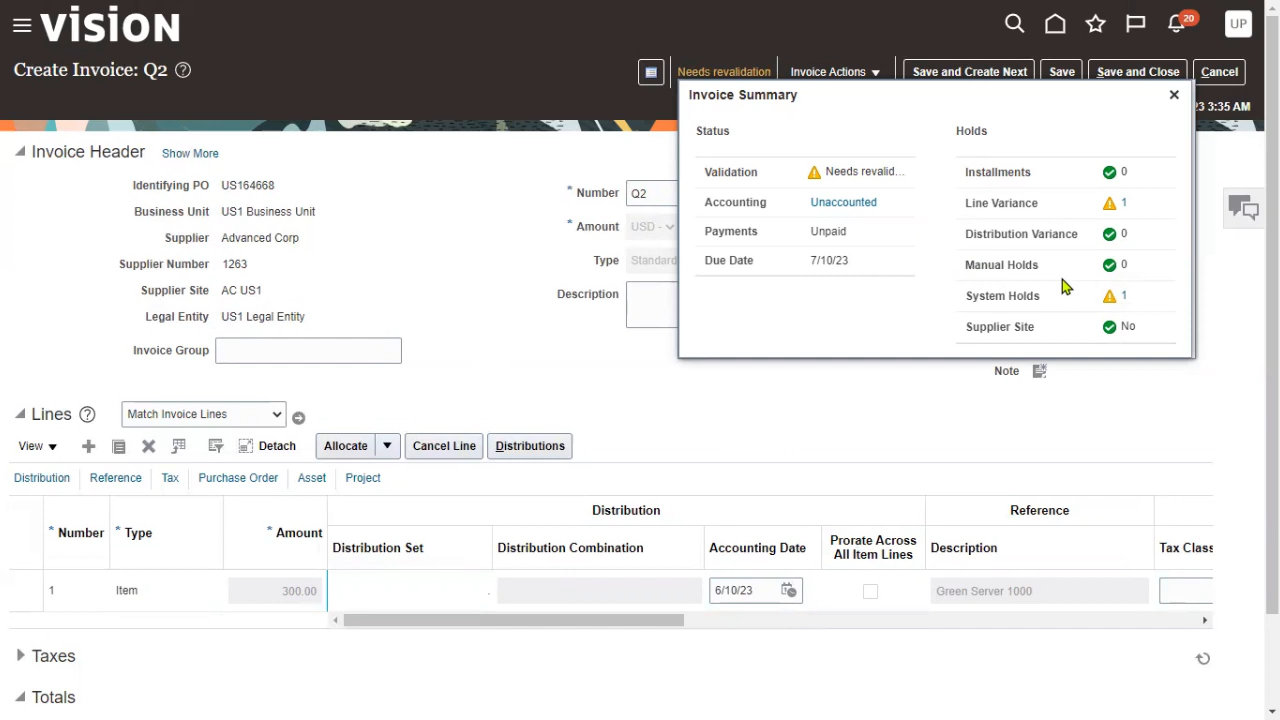 vision
20
UP
Create Invoice: Q2
Needs revalidation
Invoice Actions
Save and Create Next
Save
Save and Close
Cancel
3 3:35 AM
Invoice Summary
Status
Holds
Validation
Needs revalid...
Accounting
Unaccounted
Payments
Unpaid
Due Date
7/10/23
Installments
0
Line Variance
1
Distribution Variance
0
Manual Holds
0
System Holds
1
Supplier Site
No
Invoice Header
Show More
Identifying PO US164668
Business Unit US1 Business Unit
Supplier Advanced Corp
Supplier Number 1263
Supplier Site AC US1
Legal Entity US1 Legal Entity
Invoice Group
* Number Q2
* Amount USD -
Type Standard
Description
Note
Lines
Match Invoice Lines
View
Detach
Allocate
Cancel Line
Distributions
Distribution
Reference
Tax
Purchase Order
Asset
Project
Distribution
Reference
* Number
* Type
* Amount
Distribution Set
Distribution Combination
Accounting Date
Prorate Across
All Item Lines
Description
Tax Class
1
Item
300.00
6/10/23
Green Server 1000
Taxes
Totals